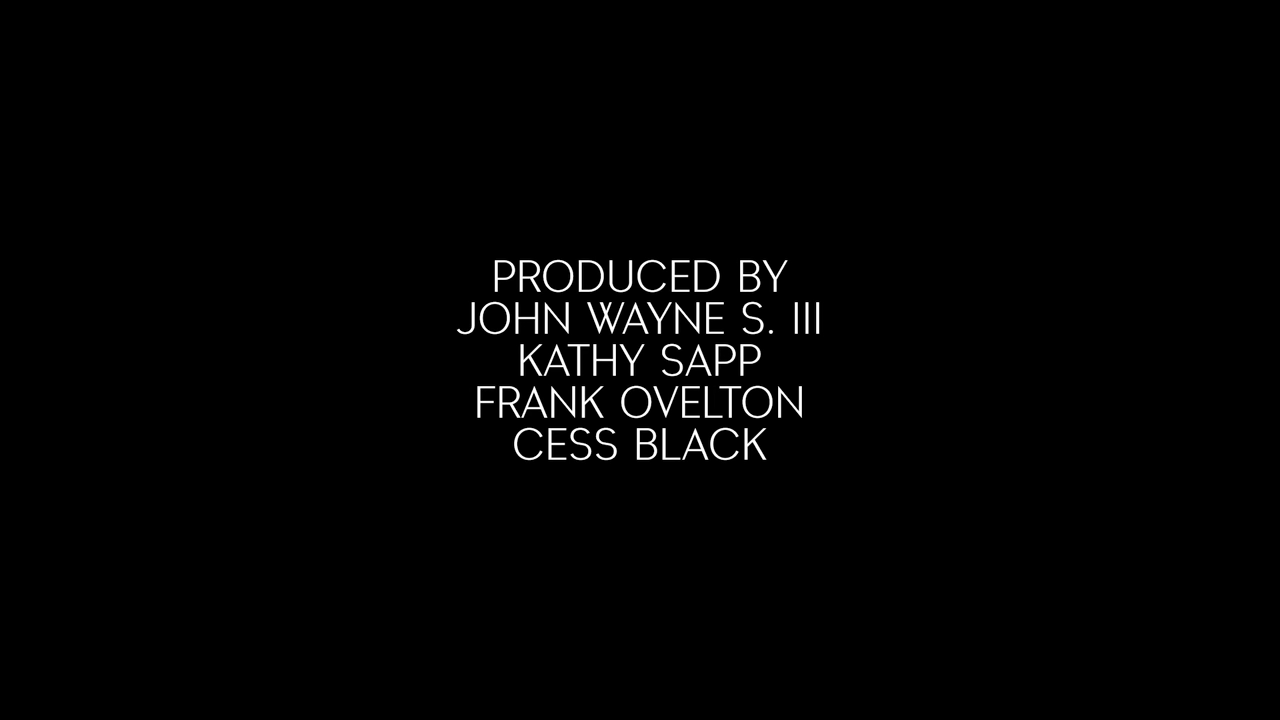 PRODUCED BY
JOHN WAYNE S. III
KATHY SAPP
FRANK OVELTON
CESS BLACK